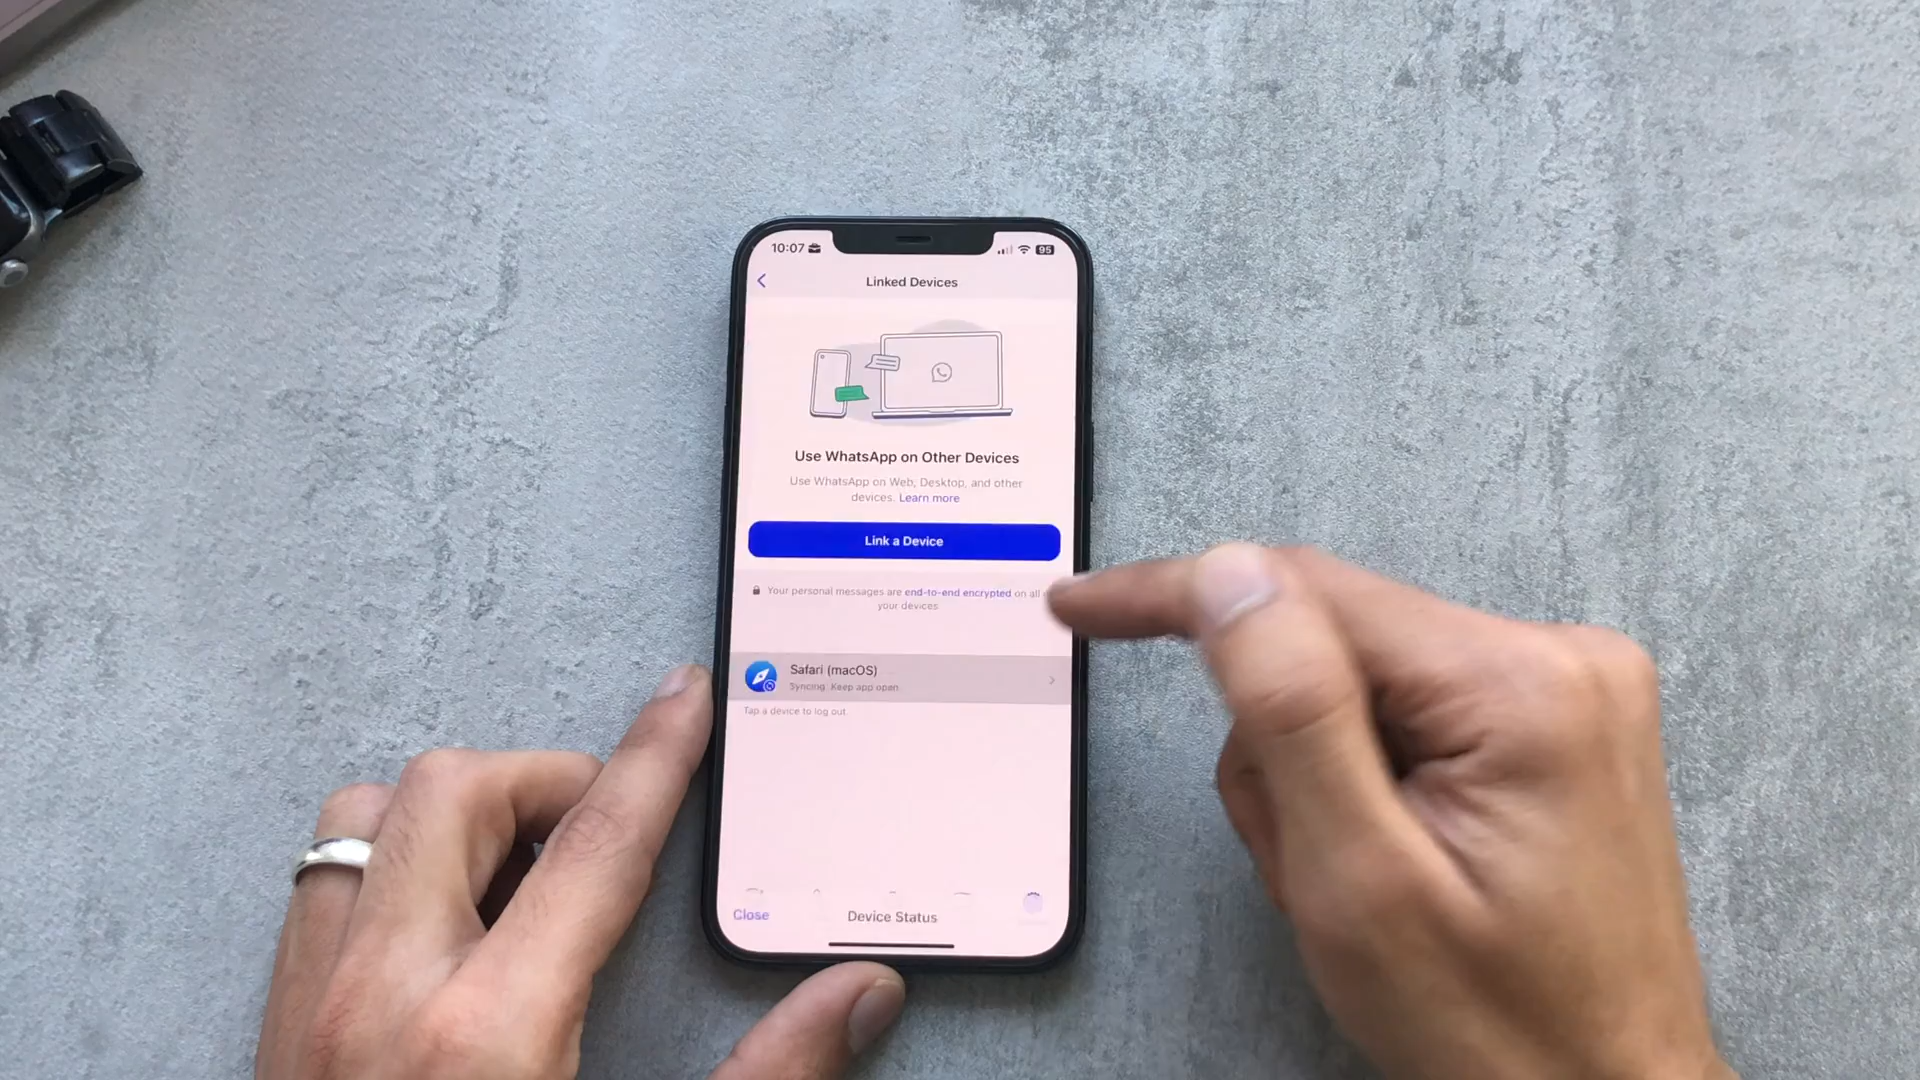 10:07
95
Linked Devices
Use WhatsApp on Other Devices
Use WhatsApp on Web, Desktop, and other
devices. Learn more
Link a Device
Your personal messages are end-to-end encrypted on all
your devices
Safari (macOS)
Syncing. Keep app open
Tap a device to log out.
Close
Device Status